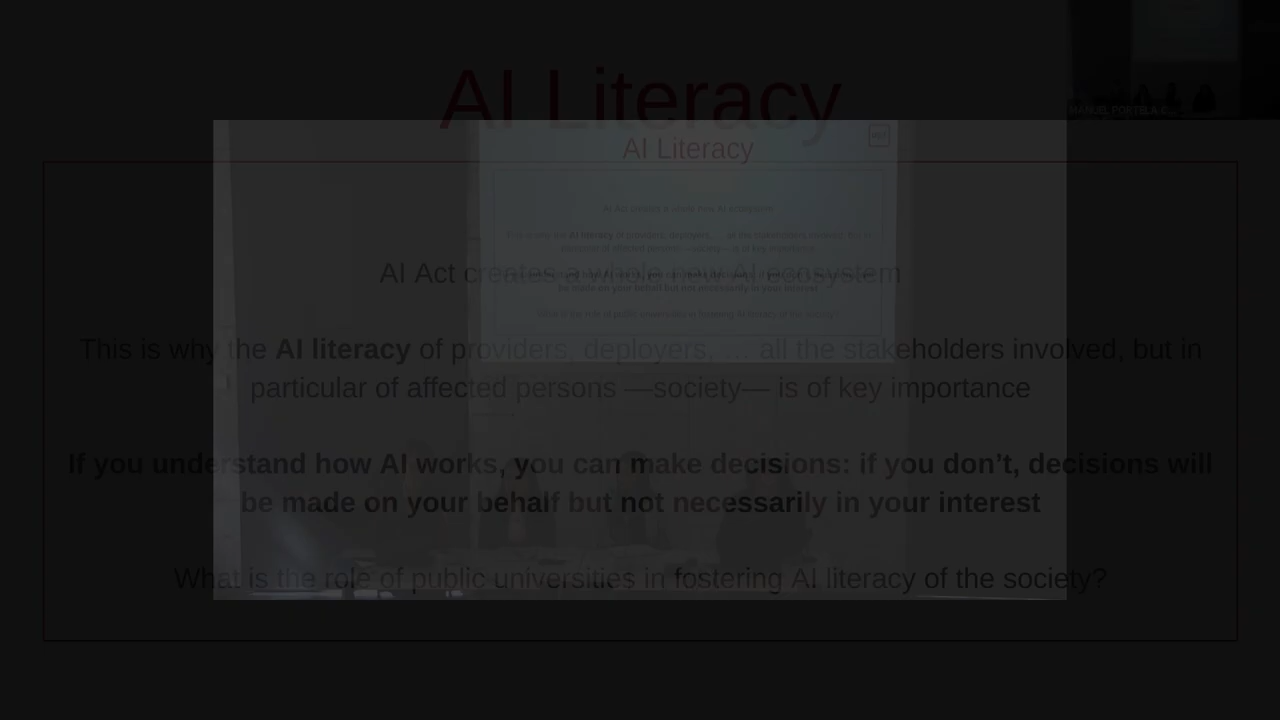 AI Literacy
MANUEL PORTELA C
AI Literacy
AI Act creates a whole new AI ecosystem
This is why the AI literacy of providers, deployers, … all the stakeholders involved, but in
particular of affected persons —society— is of key importance
If you understand how AI works, you can make decisions: if you don’t, decisions will
be made on your behalf but not necessarily in your interest
What is the role of public universities in fostering AI literacy of the society?